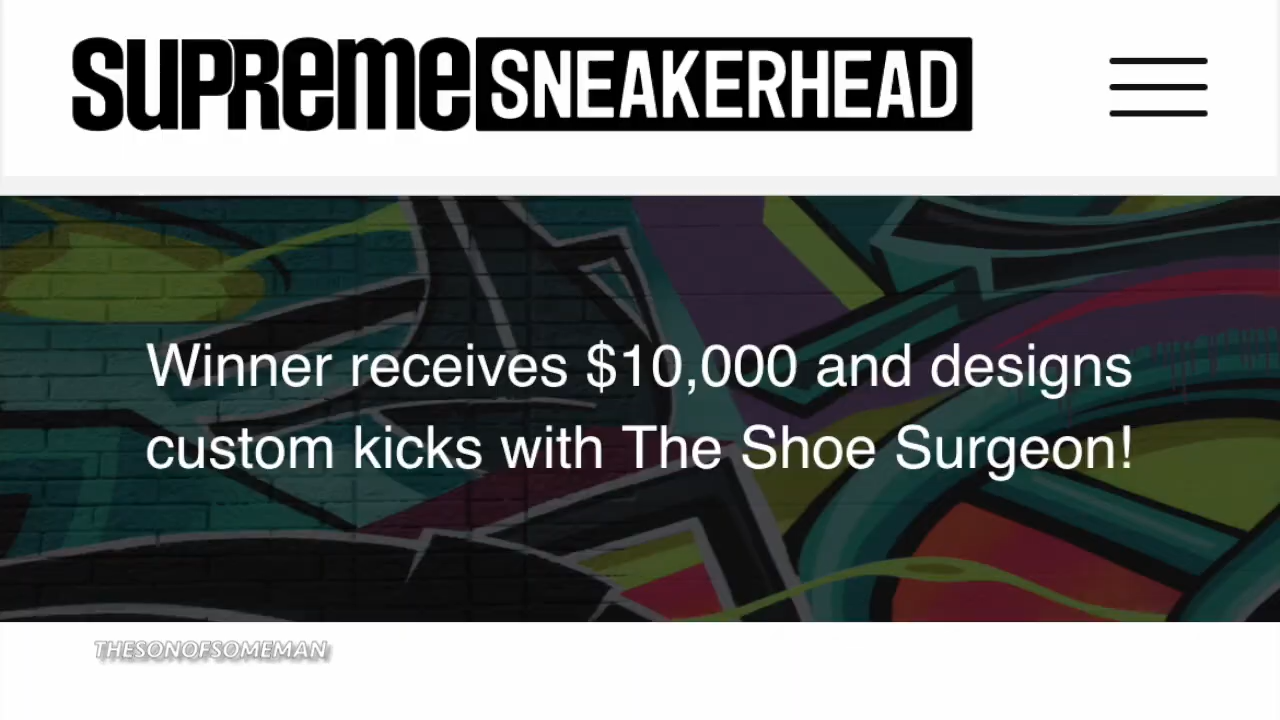 SUPREME SNEAKERHEAD
Winner receives $10,000 and designs
custom kicks with The Shoe Surgeon!
THESONOFSOMEMAN